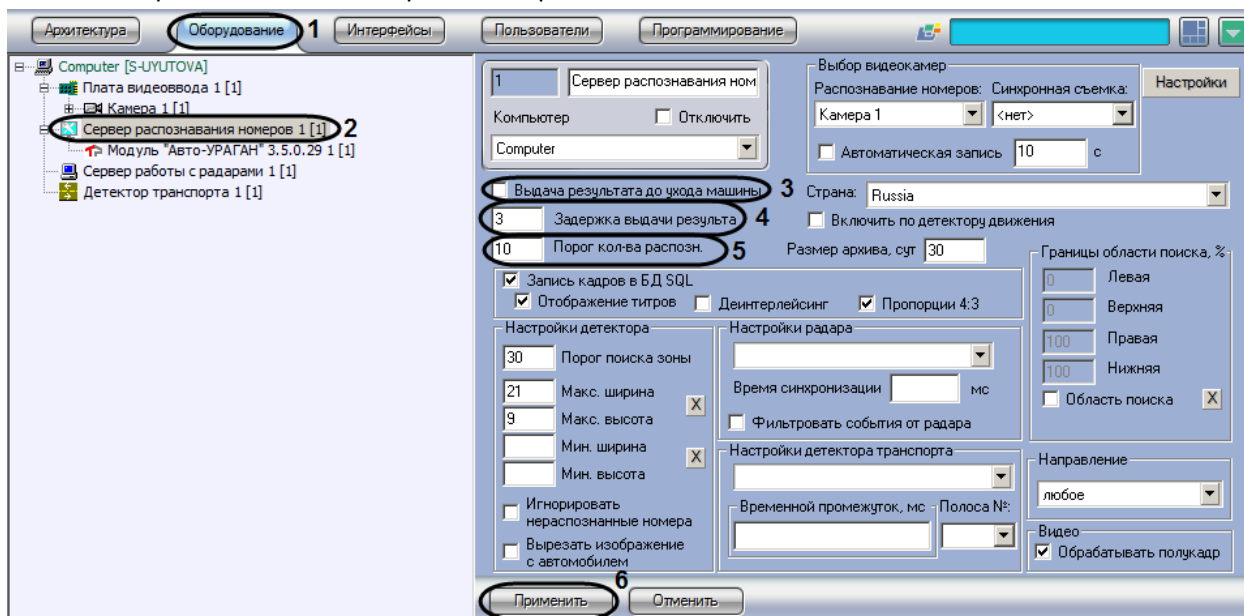 Архитектура Оборудование 1 Интерфейсы Пользователи Программирование
Computer [S-UYUTOVA]
Плата видеоввода 1 [1]
Камера 1 [1]
Сервер распознавания номеров 1 [1] 2
Модуль "Авто-УРАГАН" 3.5.0.29 1 [1]
Сервер работы с радарами 1 [1]
Детектор транспорта 1 [1]
1 Сервер распознавания ном
Компьютер Отключить
Computer
Выбор видеокамер
Распознавание номеров: Синхронная съемка:
Камера 1 <нет>
Автоматическая запись 10 с
Настройки
Выдача результата до ухода машины 3
Страна: Russia
3 Задержка выдачи результа 4
Включить по детектору движения
10 Порог кол-ва распозн. 5
Размер архива, сут 30
Запись кадров в БД SQL
Отображение титров Деинтерлейсинг Пропорции 4:3
Границы области поиска, %
0 Левая
0 Верхняя
100 Правая
100 Нижняя
Область поиска X
Настройки детектора
30 Порог поиска зоны
21 Макс. ширина
X
9 Макс. высота
Мин. ширина
X
Мин. высота
Игнорировать
нераспознанные номера
Вырезать изображение
с автомобилем
Настройки радара
Время синхронизации мс
Фильтровать события от радара
Настройки детектора транспорта
Временной промежуток, мс Полоса №:
Направление
любое
Видео
Обрабатывать полукадр
6
Применить Отменить